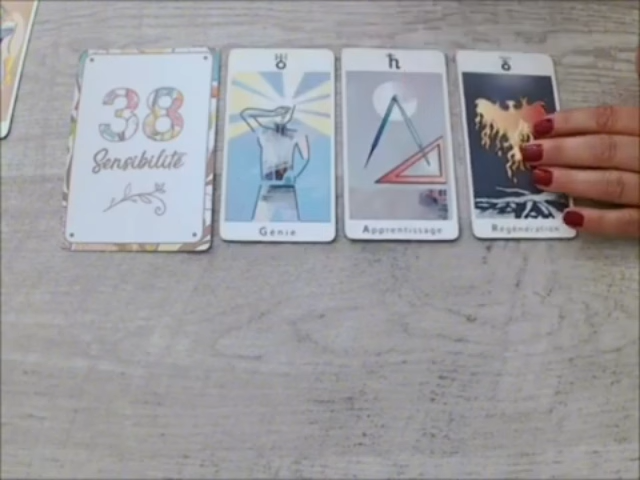 38
Sensibilité
Génie
Apprentissage
Régénération